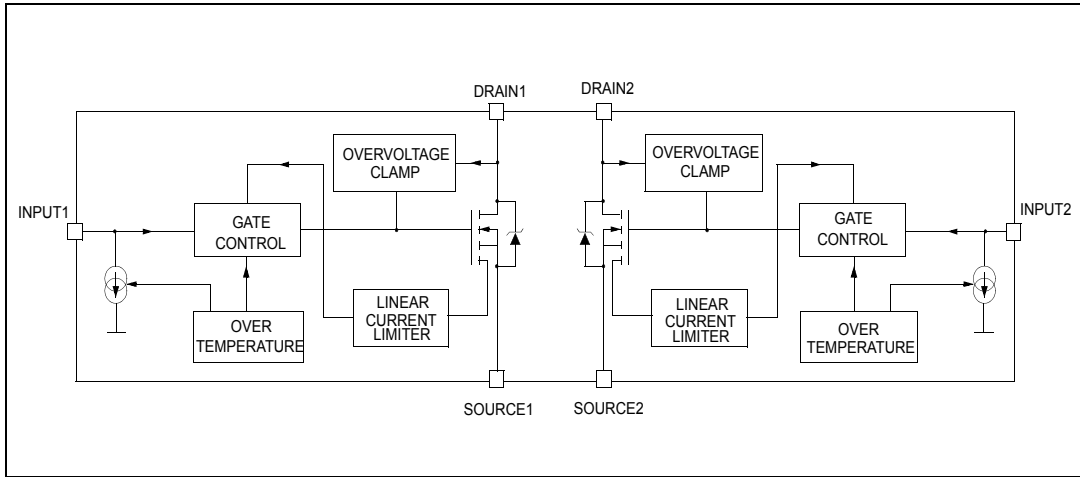 DRAIN1
DRAIN2
OVERVOLTAGE
CLAMP
OVERVOLTAGE
CLAMP
INPUT1
GATE
CONTROL
GATE
CONTROL
INPUT2
LINEAR
CURRENT
LIMITER
LINEAR
CURRENT
LIMITER
OVER
TEMPERATURE
OVER
TEMPERATURE
SOURCE1
SOURCE2